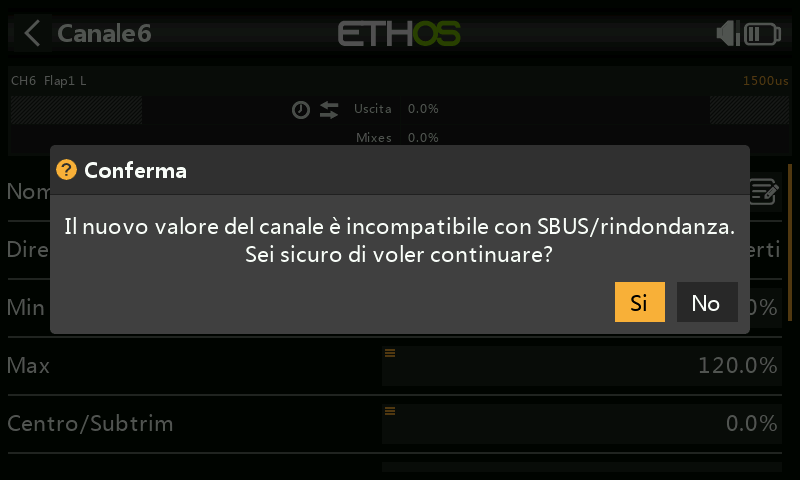 Canale6
ETHOS
CH6 Flap1 L
1500us
Uscita 0.0%
Mixes 0.0%
Conferma
Il nuovo valore del canale è incompatibile con SBUS/rindondanza.
Sei sicuro di voler continuare?
Si No
Nom
Dire erti
Min 0%
Max 120.0%
Centro/Subtrim 0.0%